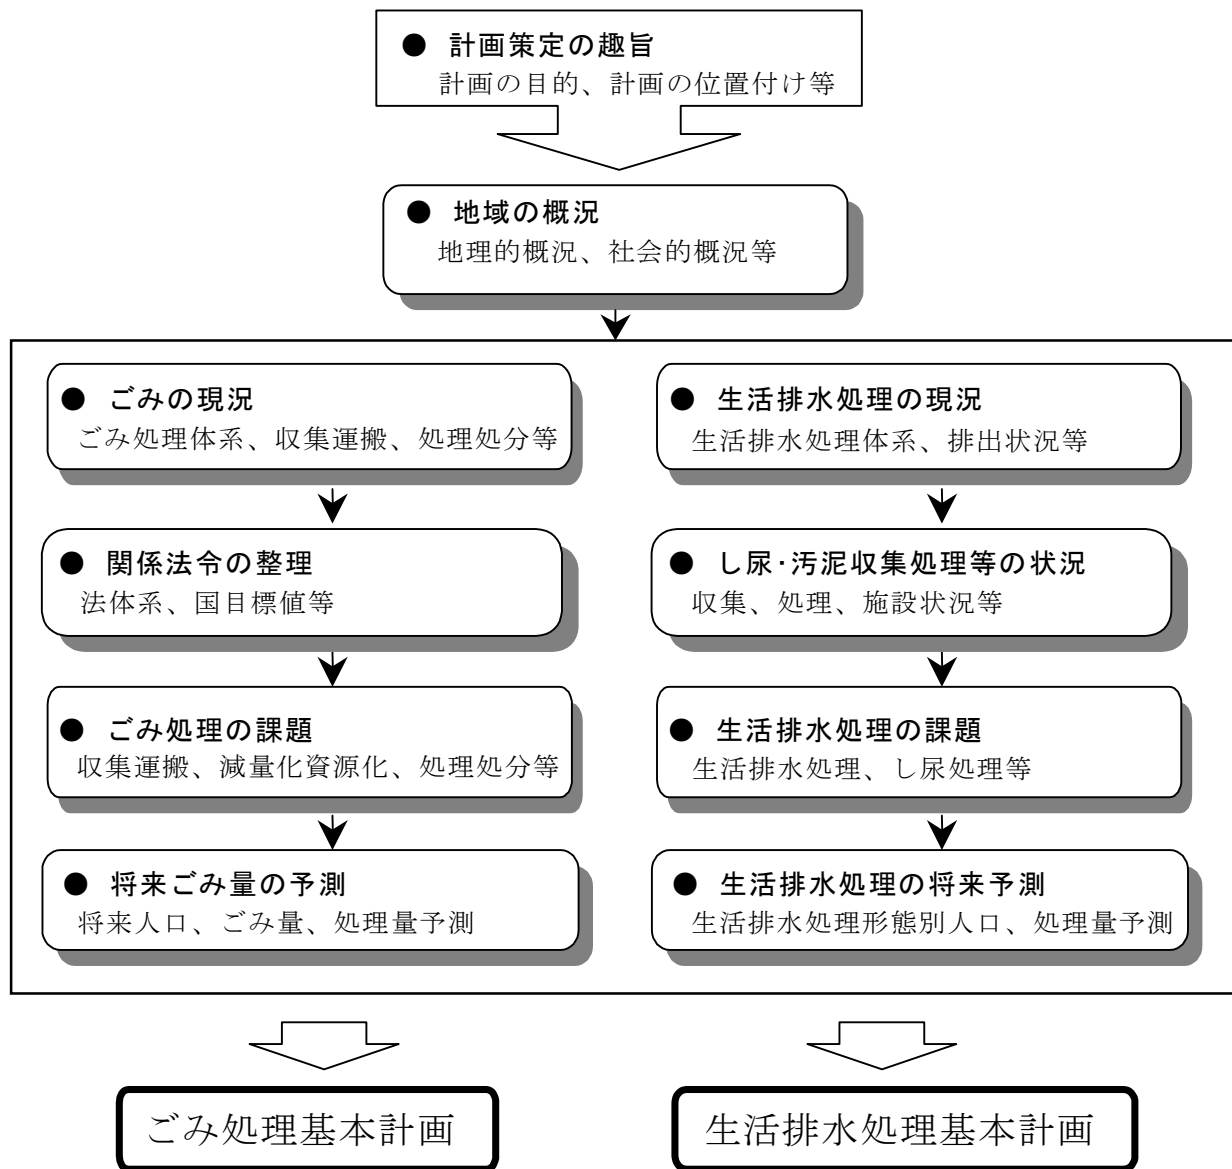 ● 計画策定の趣旨
計画の目的、計画の位置付け等
● 地域の概況
地理的概況、社会的概況等
● ごみの現況
ごみ処理体系、収集運搬、処理処分等
● 関係法令の整理
法体系、国目標値等
● ごみ処理の課題
収集運搬、減量化資源化、処理処分等
● 将来ごみ量の予測
将来人口、ごみ量、処理量予測
● 生活排水処理の現況
生活排水処理体系、排出状況等
● し尿・汚泥収集処理等の状況
収集、処理、施設状況等
● 生活排水処理の課題
生活排水処理、し尿処理等
● 生活排水処理の将来予測
生活排水処理形態別人口、処理量予測
ごみ処理基本計画
生活排水処理基本計画